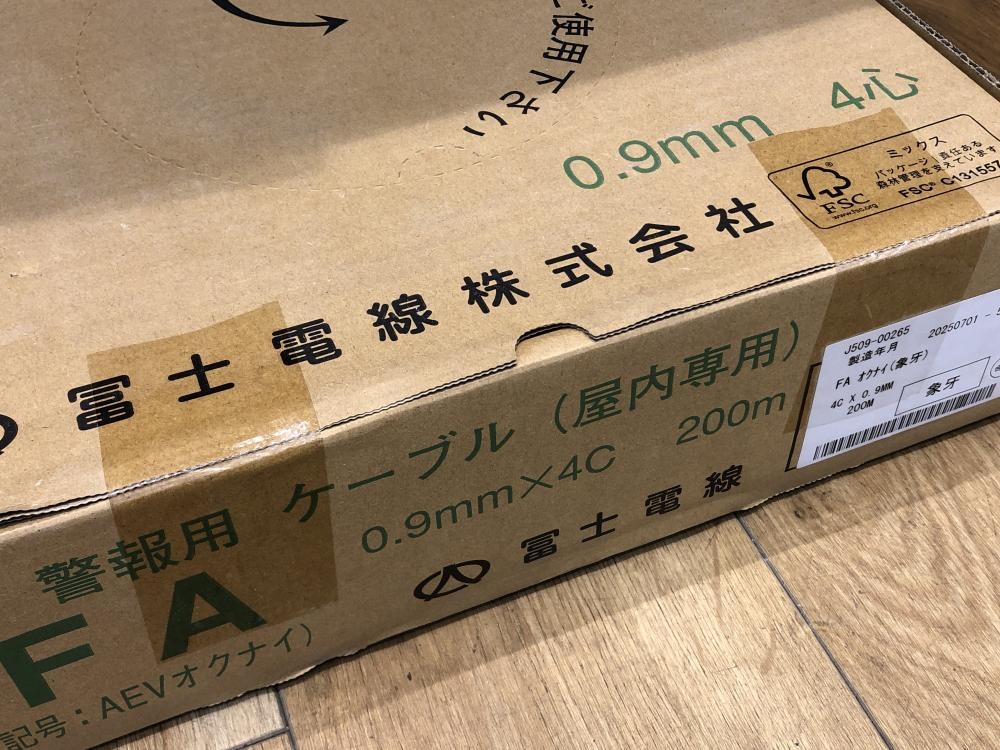 ご使用下さい
0.9mm 4心
ミックス
パッケージ｜責任ある
森林管理を支えています
FSC® C131557
FSC
www.fsc.org
富士電線株式会社
警報用 ケーブル（屋内専用）
FA 0.9mm×4C 200m
記号：AEVオクナイ）
富士電線
J509-00265 20250701 - 5
製造年月
FA オクナイ(象牙)
4C X 0.9MM
200M
象牙